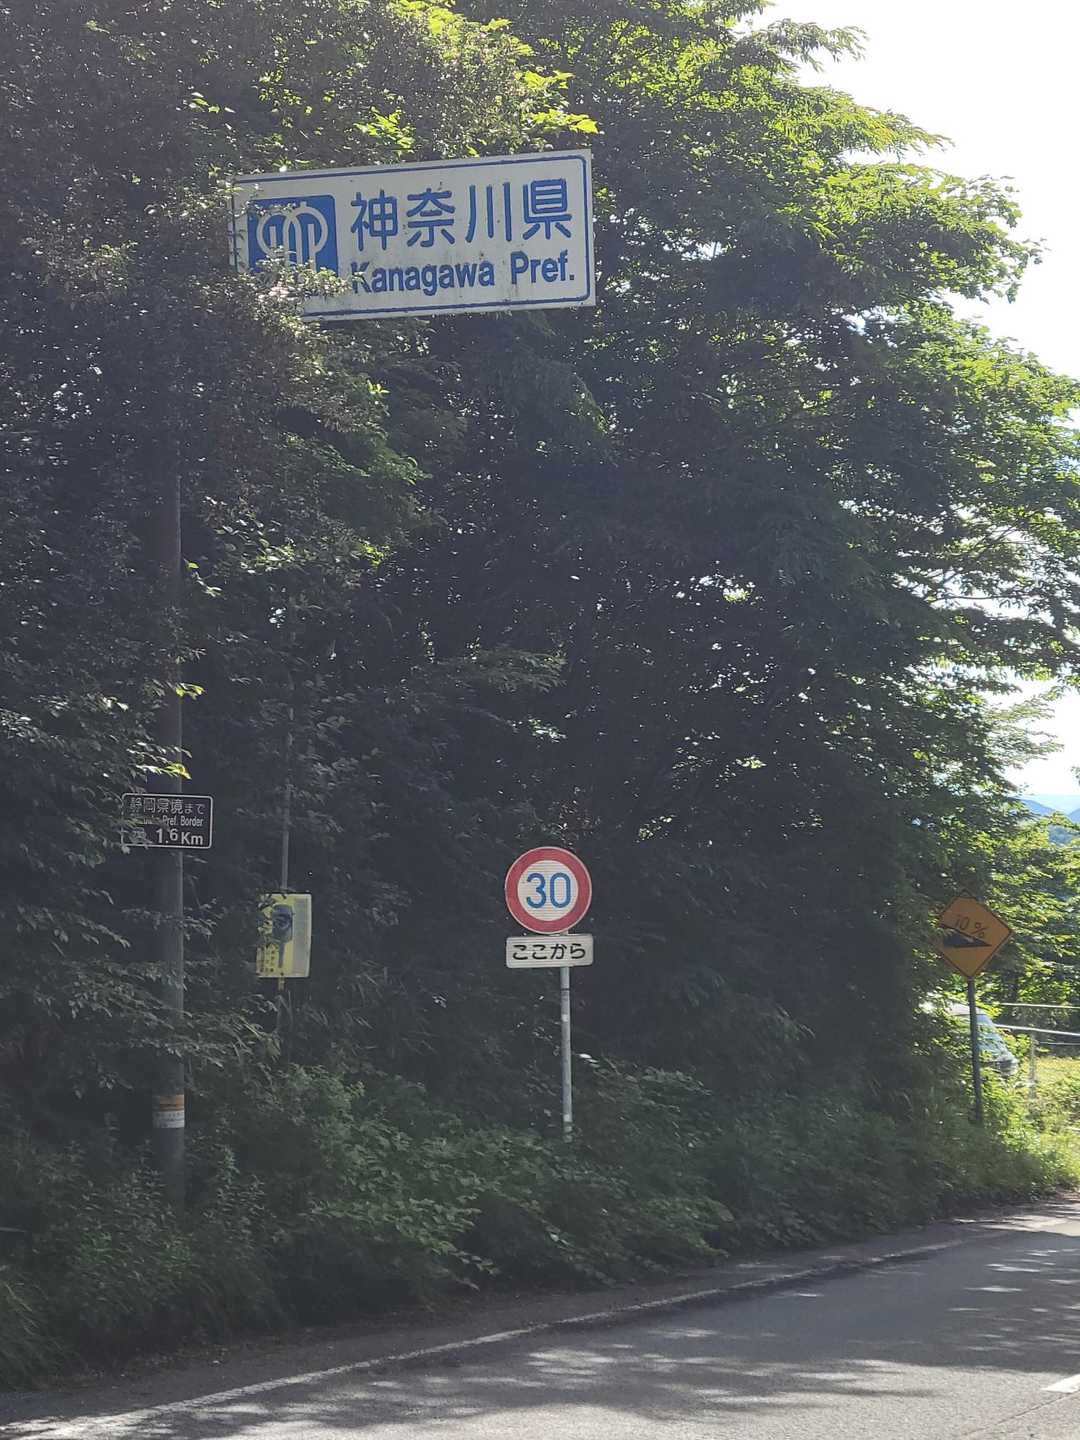 神奈川県
Kanagawa Pref.
静岡県境まで
Pref. Border
1.6Km
30
ここから
10%